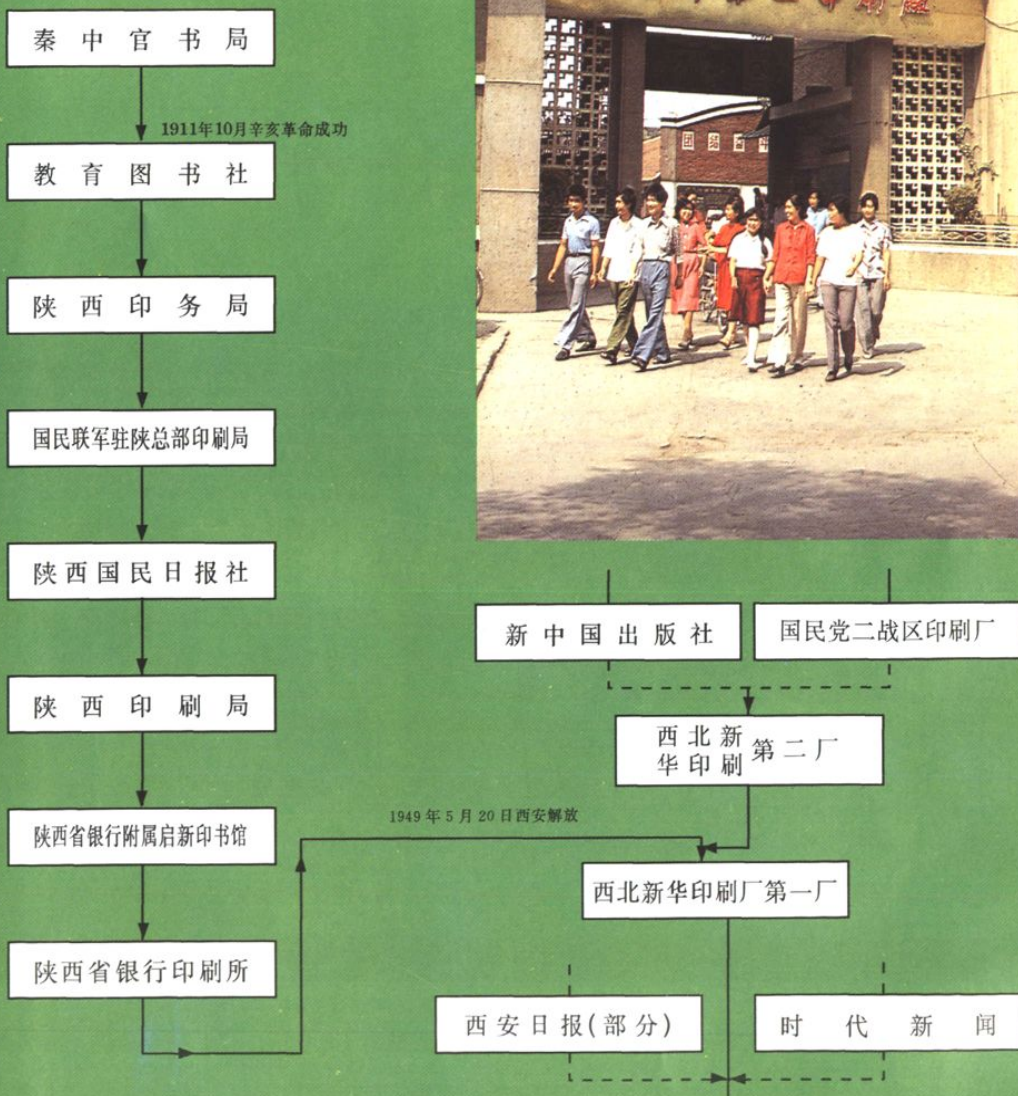 秦中官书局
1911年10月辛亥革命成功
教育图书社
陕西印务局
国民联军驻陕总部印刷局
陕西国民日报社
陕西印刷局
陕西省银行附属启新印书馆
陕西省银行印刷所
1949年5月20日西安解放
新中国出版社
国民党二战区印刷厂
西北新
华印刷
第二厂
西北新华印刷厂第一厂
西安日报(部分)
时代新闻